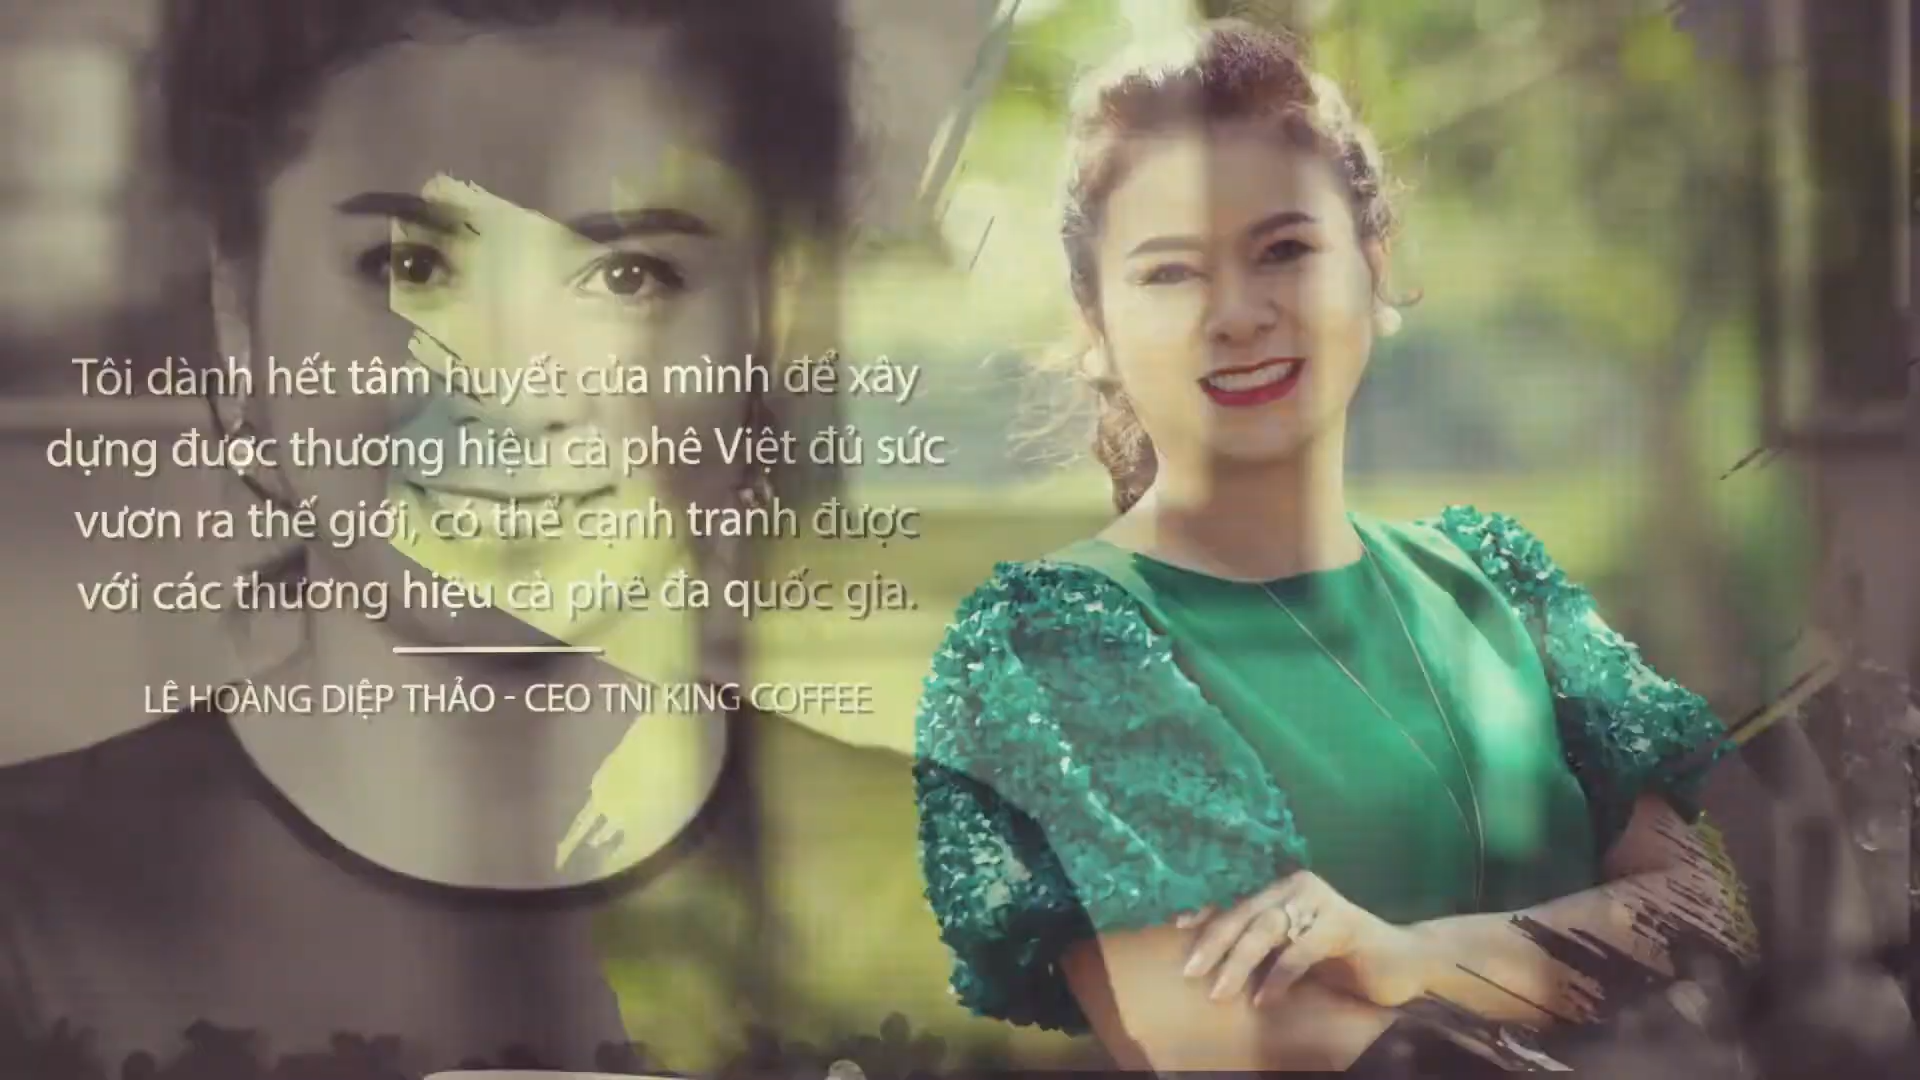 Tôi dành hết tâm huyết của mình để xây
dựng được thương hiệu cà phê Việt đủ sức
vươn ra thế giới, có thể cạnh tranh được
với các thương hiệu cà phê đa quốc gia.
LÊ HOÀNG DIỆP THẢO - CEO TNI KING COFFEE